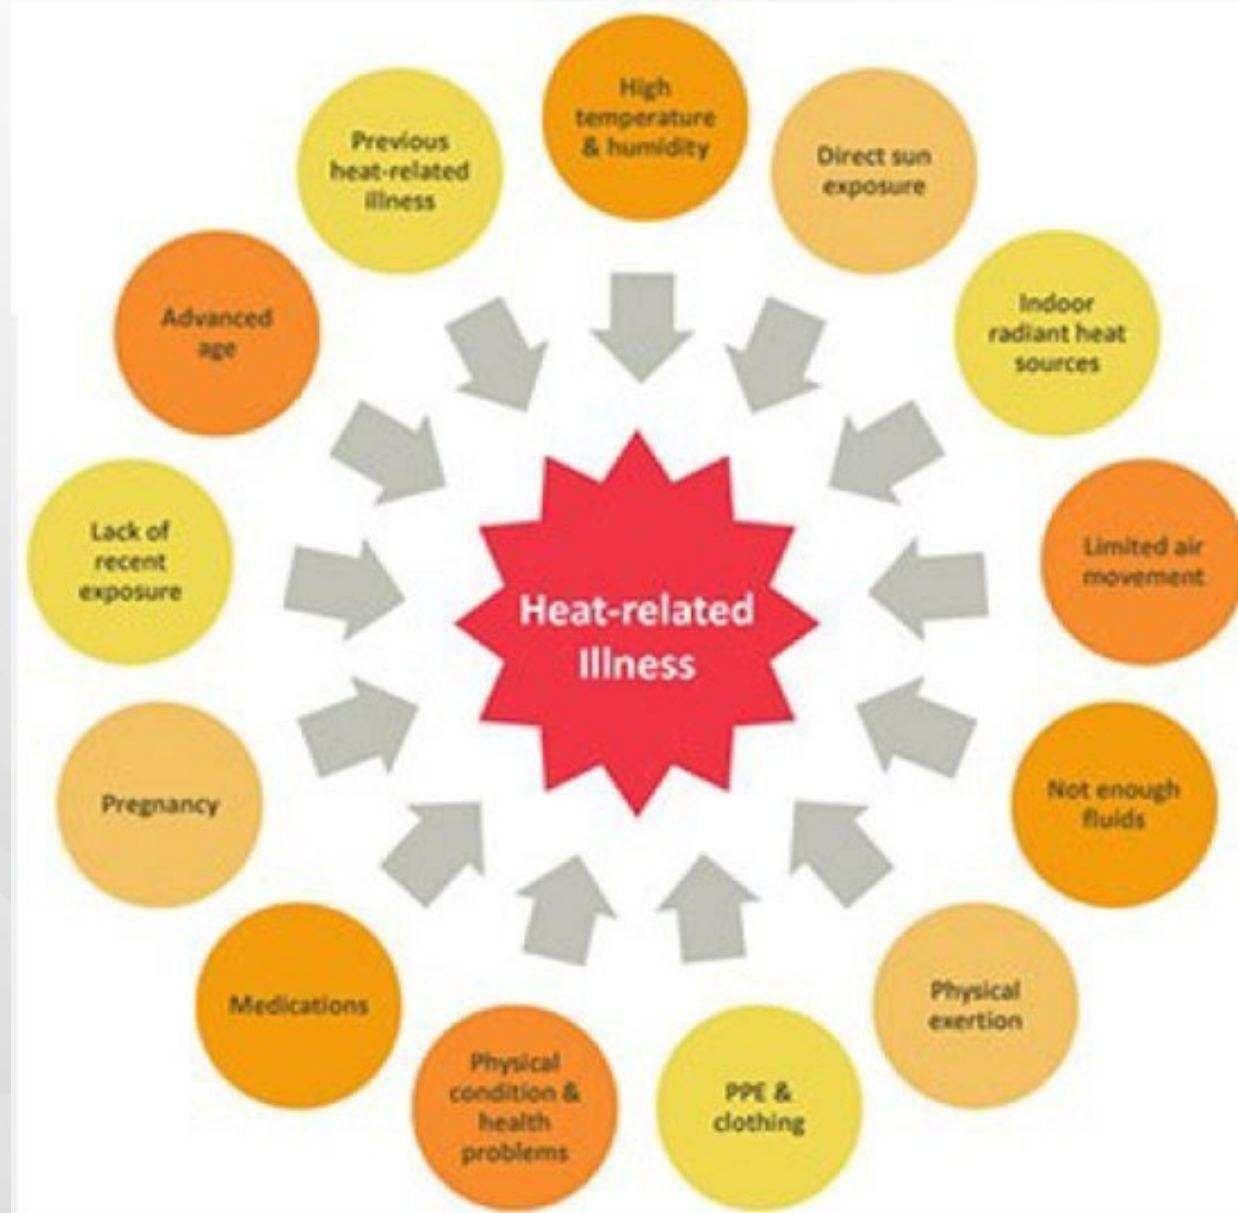 High
temperature
& humidity
Direct sun
exposure
Indoor
radiant heat
sources
Limited air
movement
Not enough
fluids
Physical
exertion
PPE &
clothing
Physical
condition &
health
problems
Medications
Pregnancy
Lack of
recent
exposure
Advanced
age
Previous
heat-related
illness
Heat-related
Illness